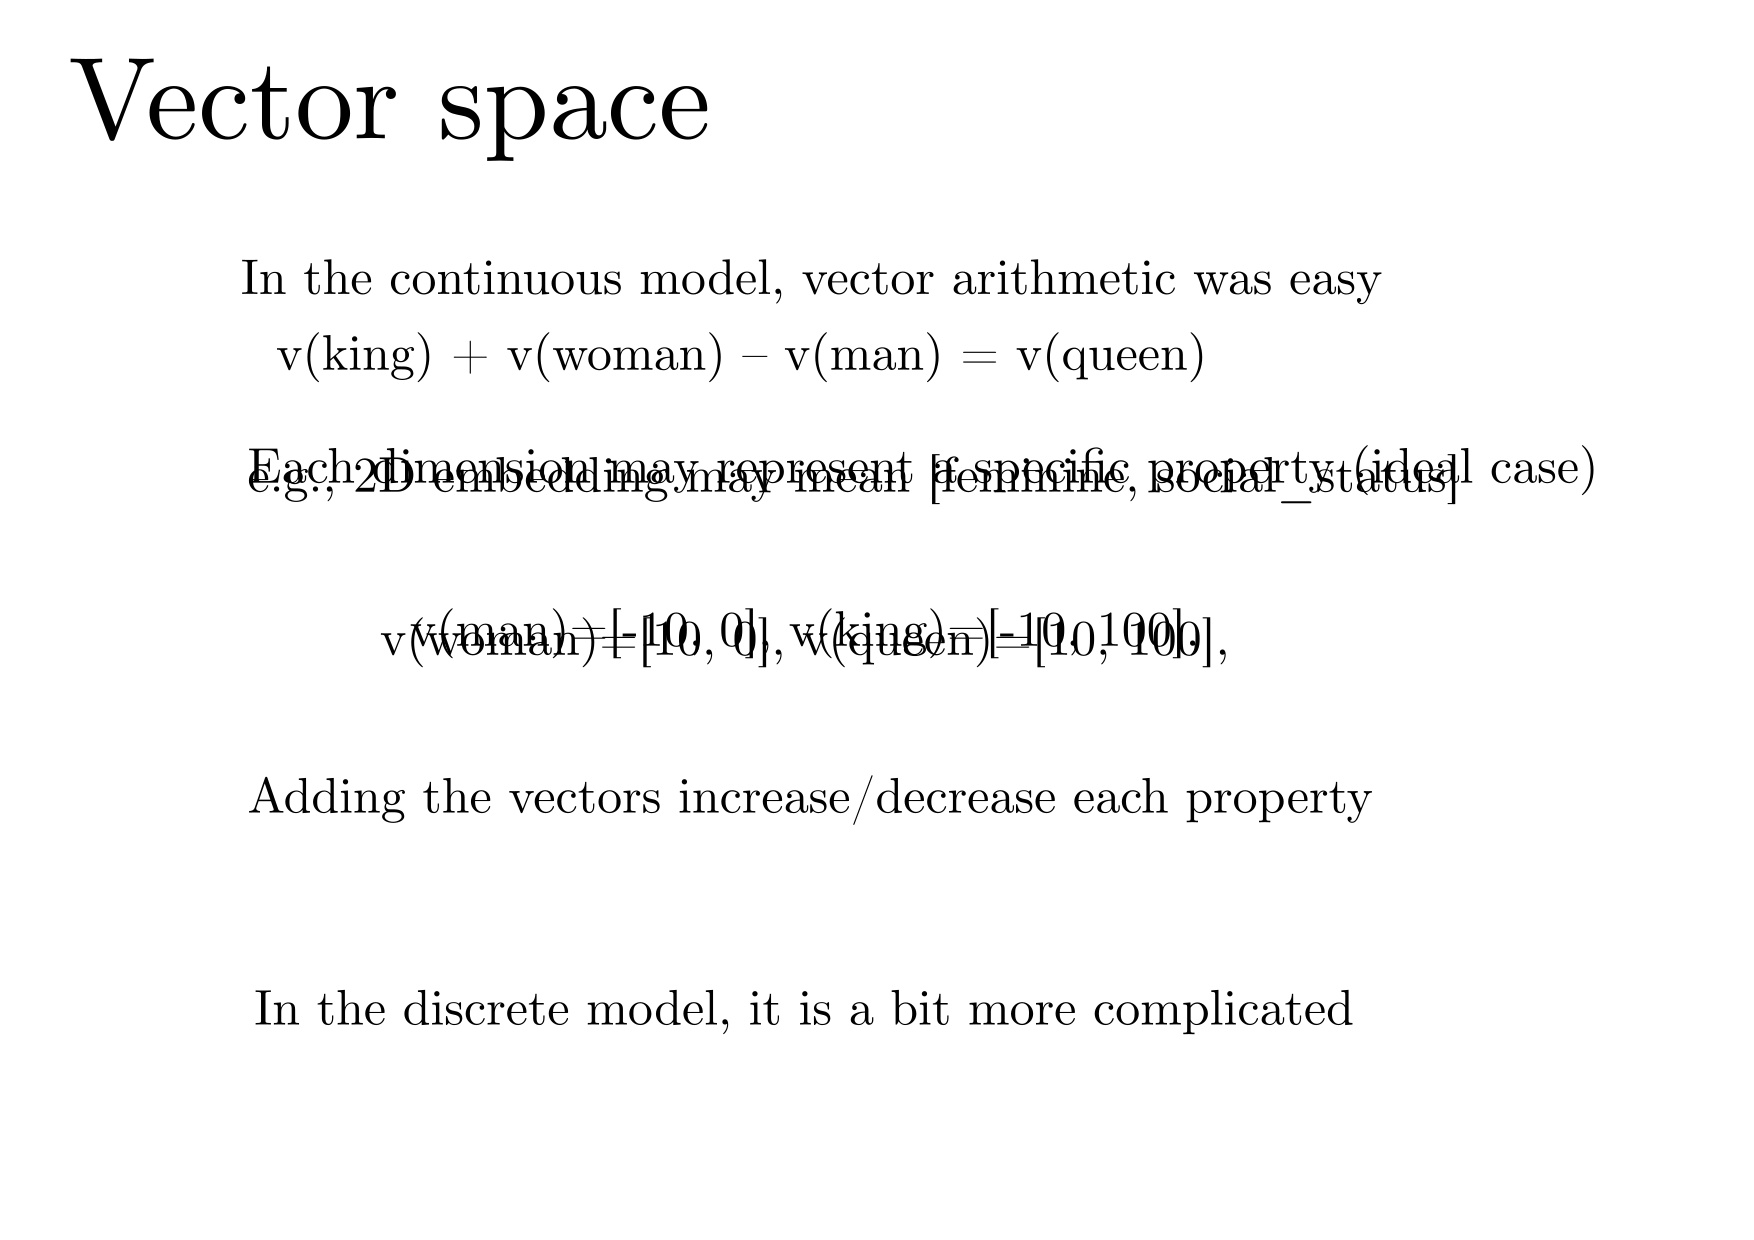 Vector space
In the continuous model, vector arithmetic was easy
v(king) + v(woman) – v(man) = v(queen)
Each dimension may represent a specific property (ideal case)
e.g., 2D embedding may mean [feminine, social_status]
v(man)=[-10, 0], v(king)=[-10, 100],
v(woman)=[10, 0], v(queen)=[10, 100],
Adding the vectors increase/decrease each property
In the discrete model, it is a bit more complicated